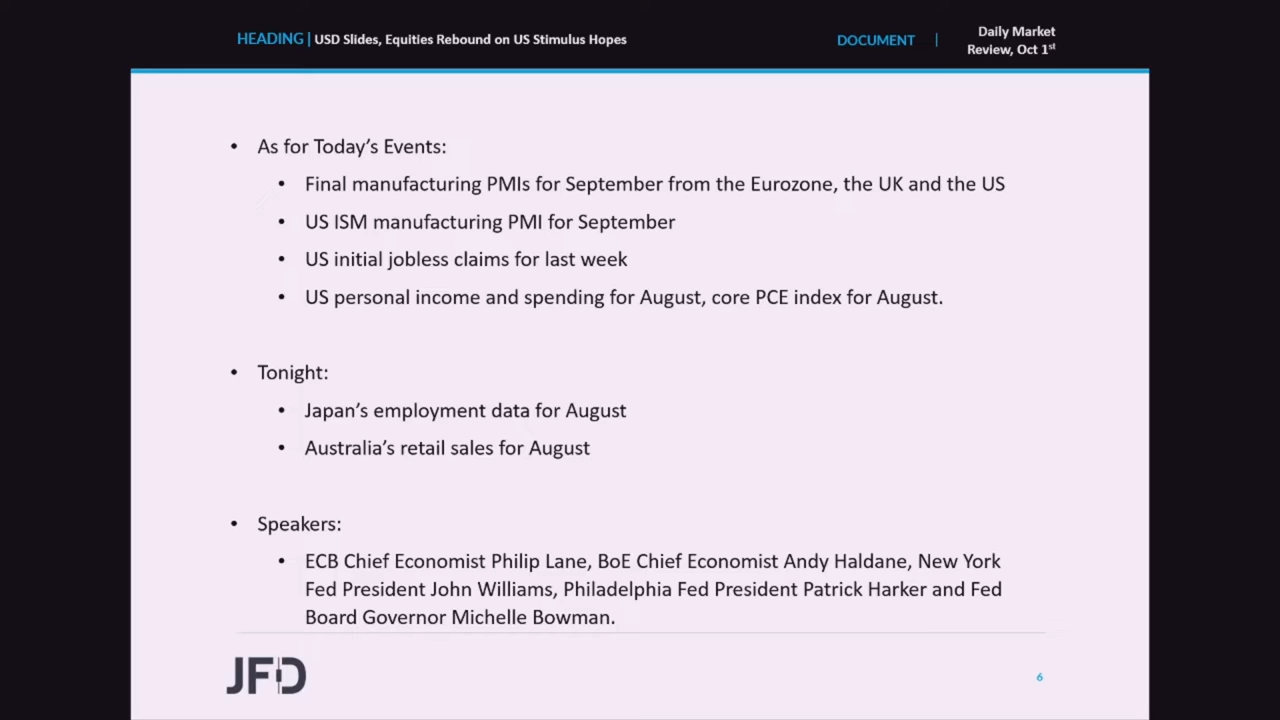 HEADING | USD Slides, Equities Rebound on US Stimulus Hopes
DOCUMENT |
Daily Market
Review, Oct 1st
• As for Today's Events:
• Final manufacturing PMIs for September from the Eurozone, the UK and the US
• US ISM manufacturing PMI for September
• US initial jobless claims for last week
• US personal income and spending for August, core PCE index for August.
• Tonight:
• Japan's employment data for August
• Australia's retail sales for August
• Speakers:
• ECB Chief Economist Philip Lane, BoE Chief Economist Andy Haldane, New York
Fed President John Williams, Philadelphia Fed President Patrick Harker and Fed
Board Governor Michelle Bowman.
JFD
6